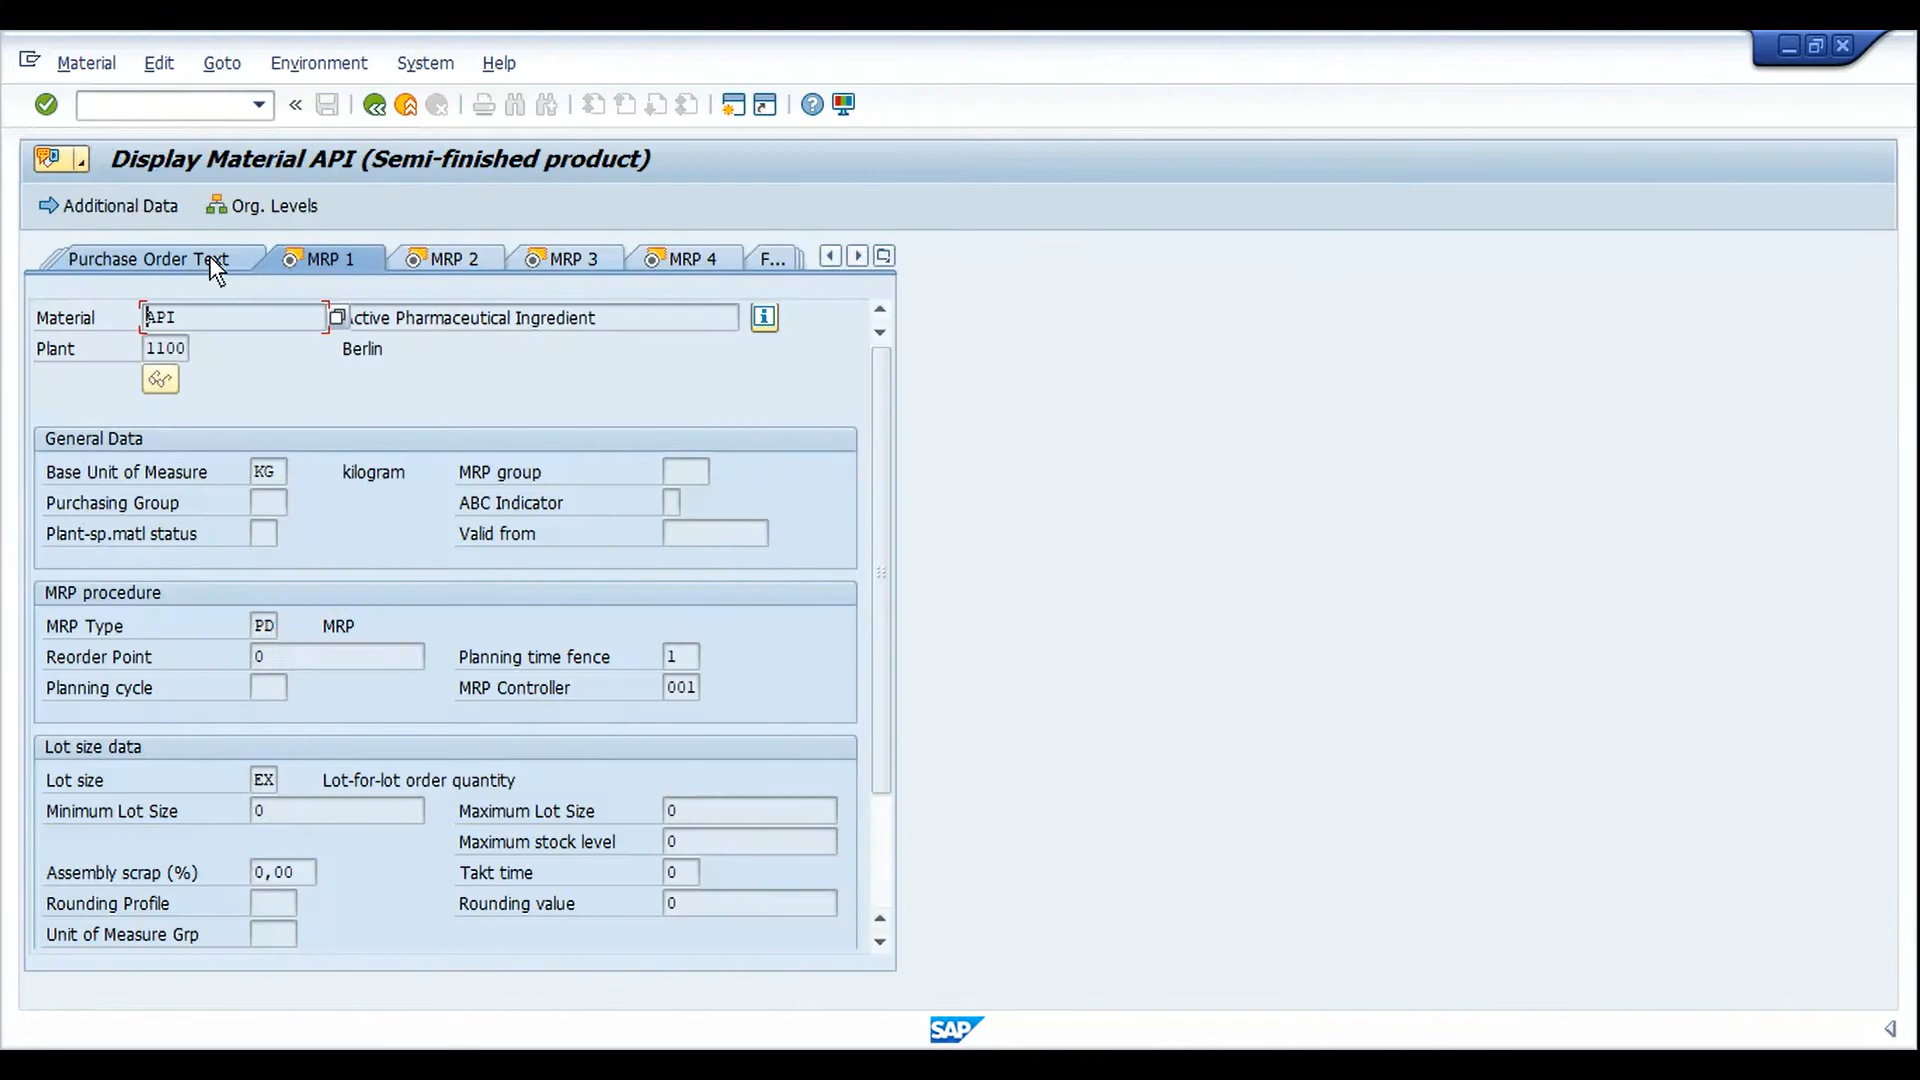 Material Edit Goto Environment System Help
Display Material API (Semi-finished product)
Additional Data Org. Levels
Purchase Order Text MRP 1 MRP 2 MRP 3 MRP 4 F...
Material API Active Pharmaceutical Ingredient
Plant 1100 Berlin
General Data
Base Unit of Measure KG kilogram MRP group
Purchasing Group ABC Indicator
Plant-sp.matl status Valid from
MRP procedure
MRP Type PD MRP
Reorder Point 0 Planning time fence 1
Planning cycle MRP Controller 001
Lot size data
Lot size EX Lot-for-lot order quantity
Minimum Lot Size 0 Maximum Lot Size 0
Maximum stock level 0
Assembly scrap (%) 0,00 Takt time 0
Rounding Profile Rounding value 0
Unit of Measure Grp
SAP